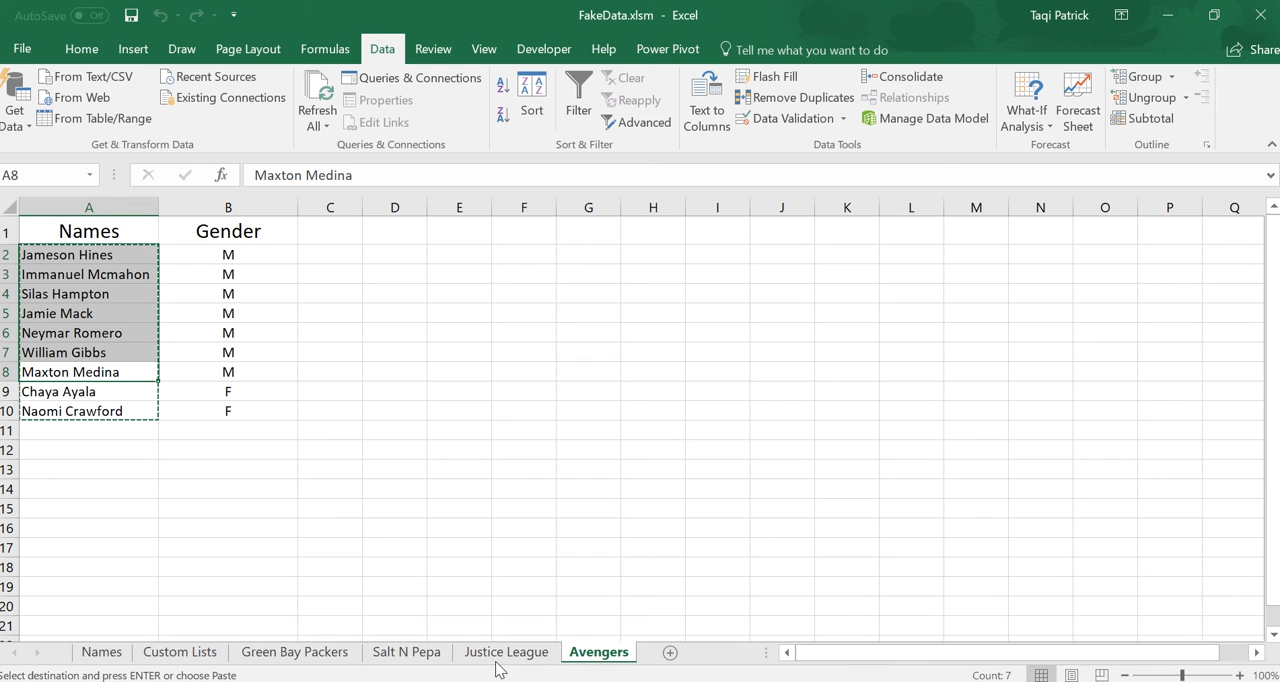 AutoSave Off FakeData.xlsm - Excel Taqi Patrick
File Home Insert Draw Page Layout Formulas Data Review View Developer Help Power Pivot Tell me what you want to do Share
From Text/CSV Recent Sources Queries & Connections Clear Flash Fill Consolidate Group
From Web Existing Connections Properties Reapply Remove Duplicates Relationships Ungroup
From Table/Range Edit Links Advanced Data Validation Manage Data Model Subtotal
Get Data Refresh All Sort Filter Text to Columns What-If Analysis Forecast Sheet
Get & Transform Data Queries & Connections Sort & Filter Data Tools Forecast Outline
A8 fx Maxton Medina
A B C D E F G H I J K L M N O P Q
1 Names Gender
2 Jameson Hines M
3 Immanuel Mcmahon M
4 Silas Hampton M
5 Jamie Mack M
6 Neymar Romero M
7 William Gibbs M
8 Maxton Medina M
9 Chaya Ayala F
10 Naomi Crawford F
11
12
13
14
15
16
17
18
19
20
21
Names Custom Lists Green Bay Packers Salt N Pepa Justice League Avengers
Select destination and press ENTER or choose Paste Count: 7 100%